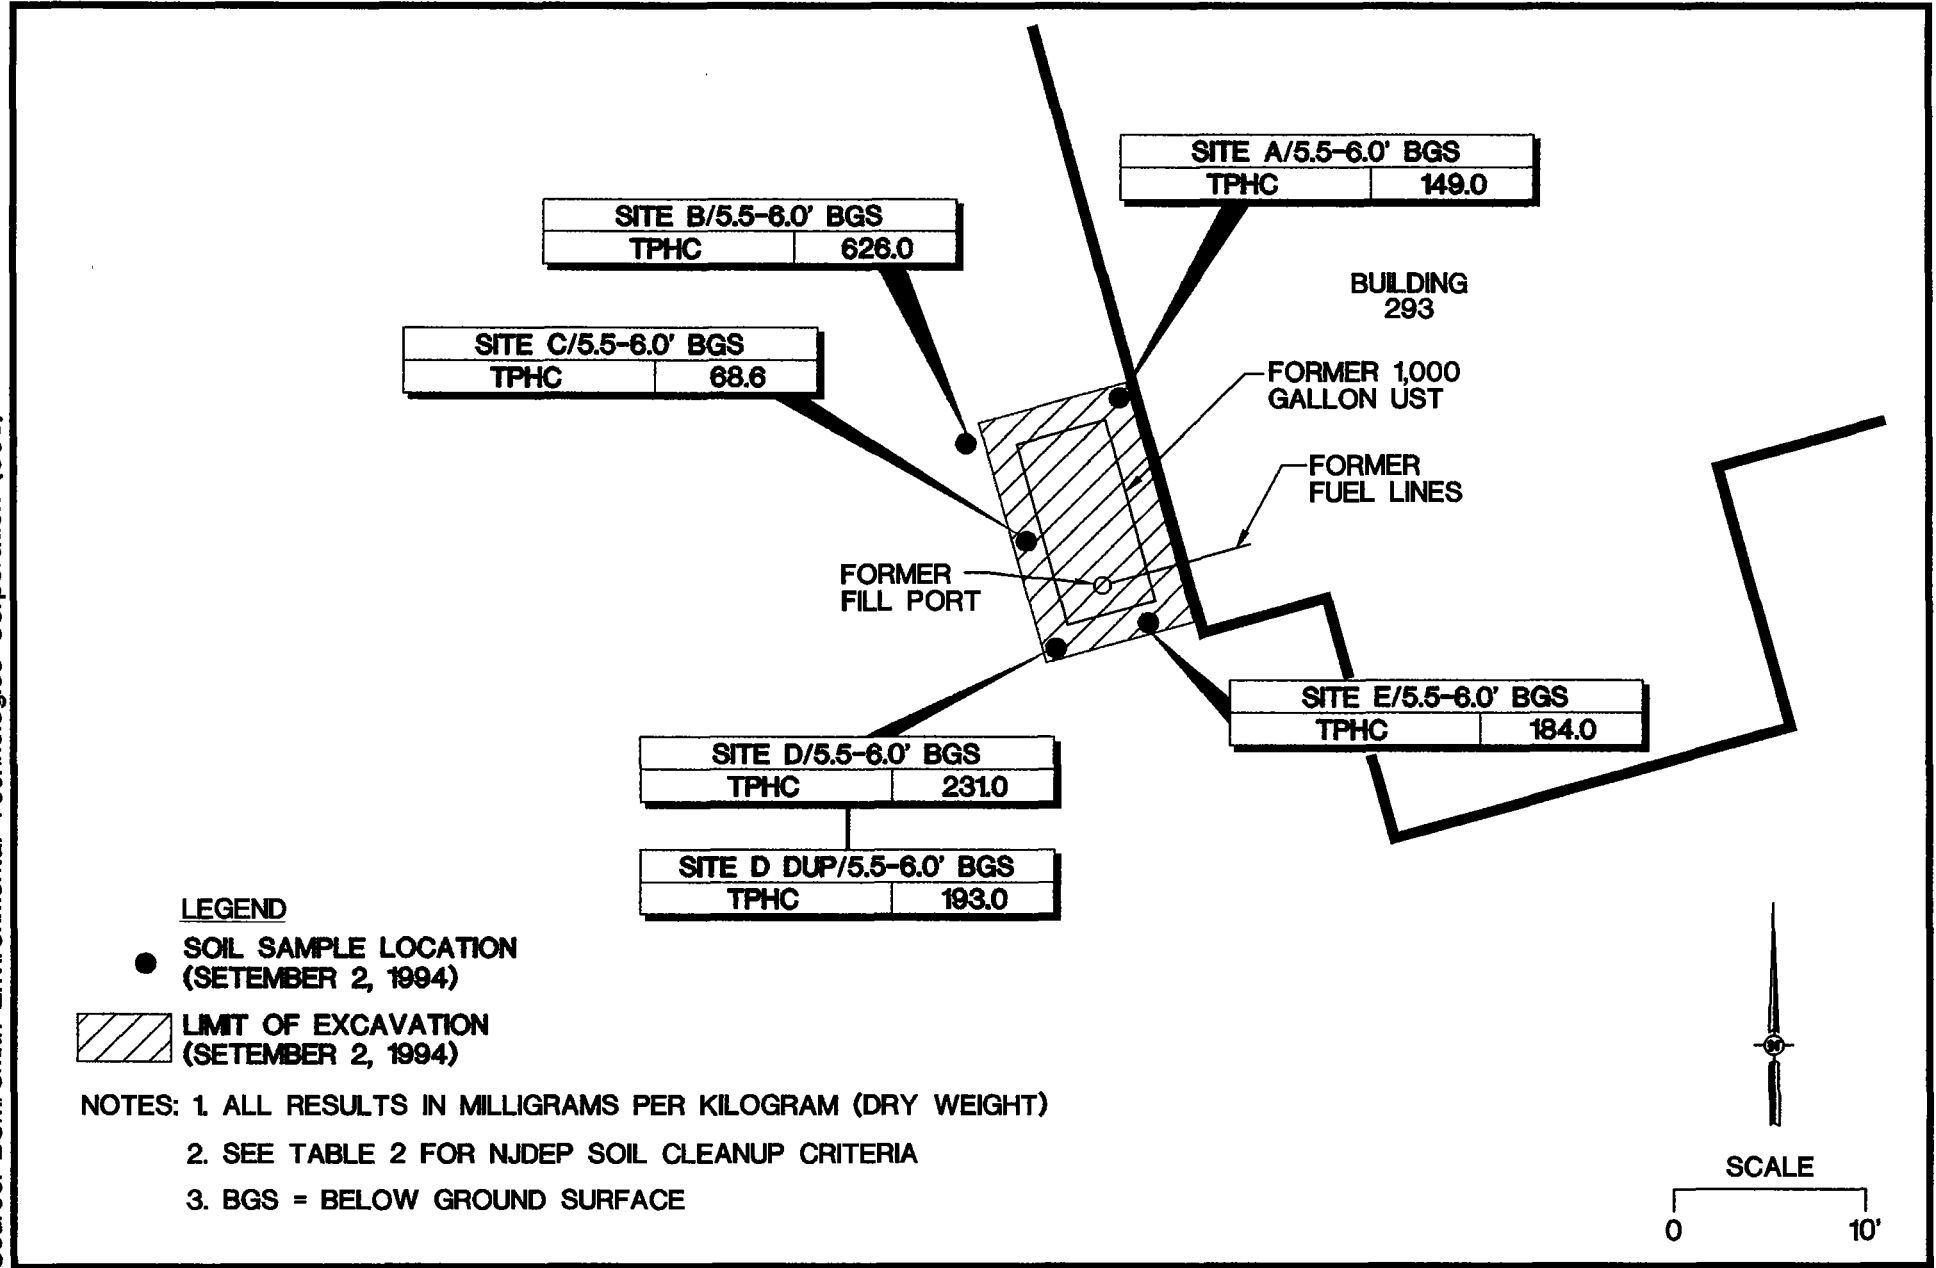 SITE A/5.5-6.0' BGS
TPHC 149.0
SITE B/5.5-6.0' BGS
TPHC 626.0
BUILDING
293
SITE C/5.5-6.0' BGS
TPHC 68.6
FORMER 1,000
GALLON UST
FORMER
FUEL LINES
FORMER
FILL PORT
SITE E/5.5-6.0' BGS
TPHC 184.0
SITE D/5.5-6.0' BGS
TPHC 231.0
SITE D DUP/5.5-6.0' BGS
TPHC 193.0
LEGEND
SOIL SAMPLE LOCATION
(SETEMBER 2, 1994)
LIMIT OF EXCAVATION
(SETEMBER 2, 1994)
NOTES: 1. ALL RESULTS IN MILLIGRAMS PER KILOGRAM (DRY WEIGHT)
2. SEE TABLE 2 FOR NJDEP SOIL CLEANUP CRITERIA
3. BGS = BELOW GROUND SURFACE
SCALE
0 10'